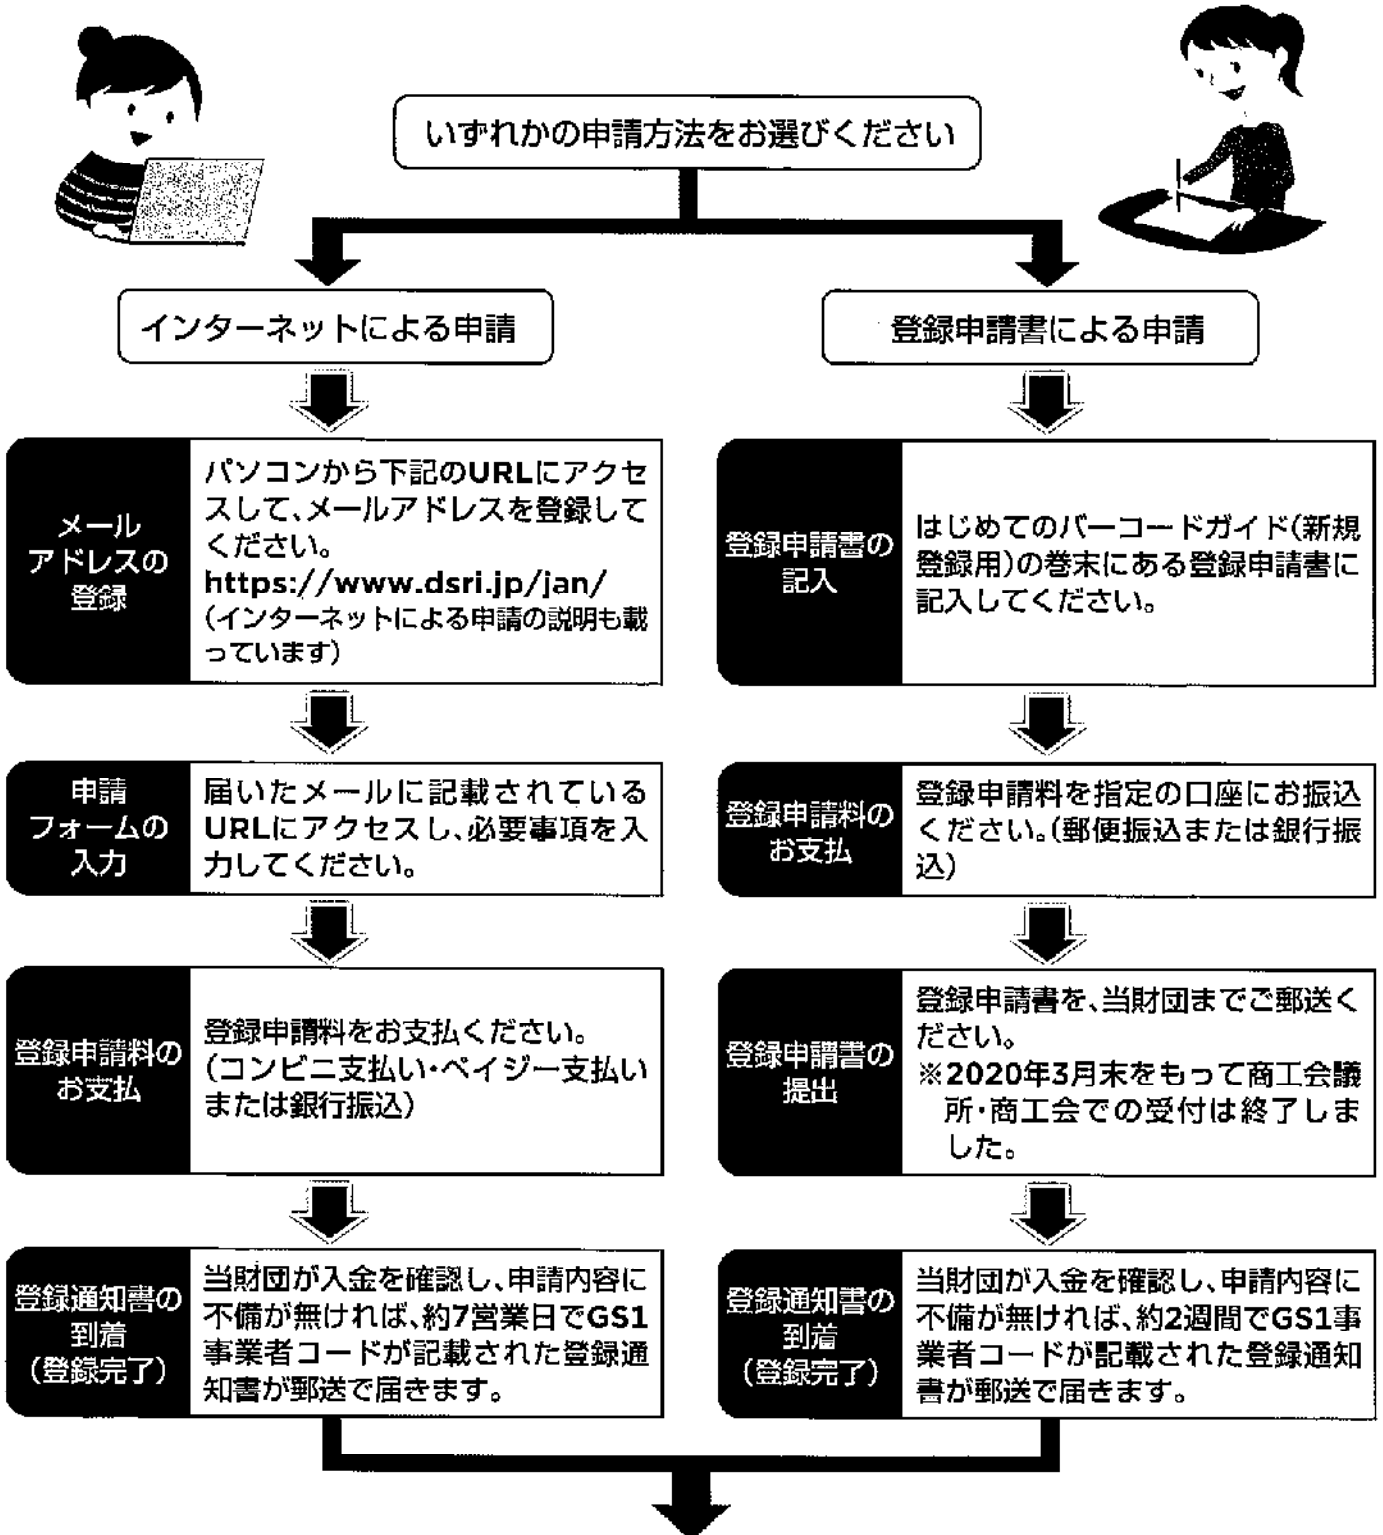 いずれかの申請方法をお選びください
インターネットによる申請
メール
アドレスの
登録
パソコンから下記のURLにアクセ
スして、メールアドレスを登録して
ください。
https://www.dsri.jp/jan/
(インターネットによる申請の説明も載
っています)
申請
フォームの
入力
届いたメールに記載されている
URLにアクセスし、必要事項を入
力してください。
登録申請料の
お支払
登録申請料をお支払ください。
(コンビニ支払い・ペイジー支払い
または銀行振込)
登録通知書の
到着
(登録完了)
当財団が入金を確認し、申請内容に
不備が無ければ、約7営業日でGS1
事業者コードが記載された登録通
知書が郵送で届きます。
登録申請書による申請
登録申請書の
記入
はじめてのバーコードガイド(新規
登録用)の巻末にある登録申請書に
記入してください。
登録申請料の
お支払
登録申請料を指定の口座にお振込
ください。(郵便振込または銀行振
込)
登録申請書の
提出
登録申請書を、当財団までご郵送く
ださい。
※2020年3月末をもって商工会議
所・商工会での受付は終了しま
した。
登録通知書の
到着
(登録完了)
当財団が入金を確認し、申請内容に
不備が無ければ、約2週間でGS1事
業者コードが記載された登録通知
書が郵送で届きます。